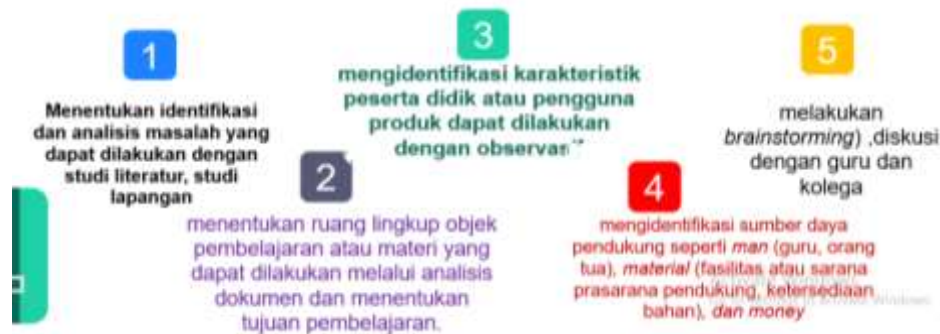 1
Menentukan identifikasi
dan analisis masalah yang
dapat dilakukan dengan
studi literatur, studi
lapangan
2
menentukan ruang lingkup objek
pembelajaran atau materi yang
dapat dilakukan melalui analisis
dokumen dan menentukan
tujuan pembelajaran.
3
mengidentifikasi karakteristik
peserta didik atau pengguna
produk dapat dilakukan
dengan
4
mengidentifikasi sumber daya
pendukung seperti man (guru, orang
tua), material (fasilitas atau sarana
prasarana pendukung, ketersediaan
bahan), dan money
5
melakukan
brainstorming) ,diskusi
dengan guru dan
kolega